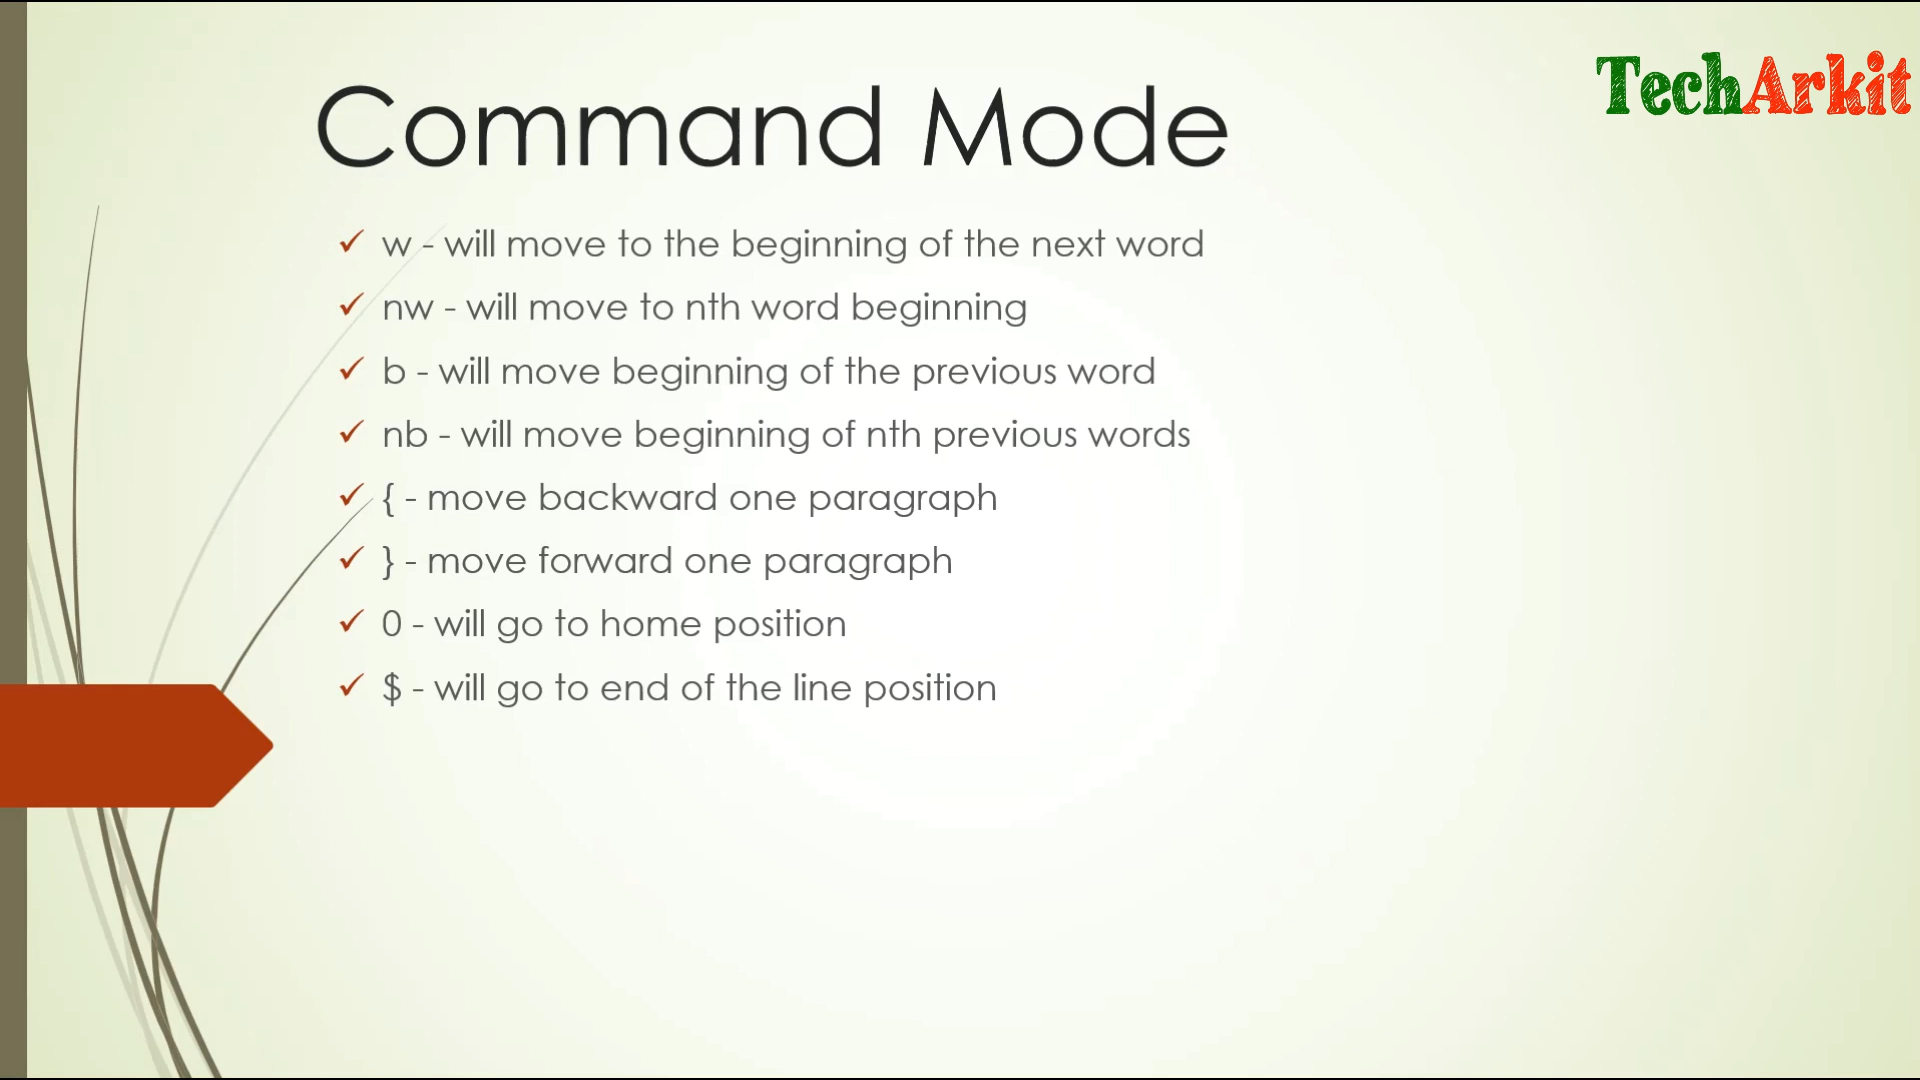 TechArkit
Command Mode
✓ w - will move to the beginning of the next word
✓ nw - will move to nth word beginning
✓ b - will move beginning of the previous word
✓ nb - will move beginning of nth previous words
✓ { - move backward one paragraph
✓ } - move forward one paragraph
✓ 0 - will go to home position
✓ $ - will go to end of the line position